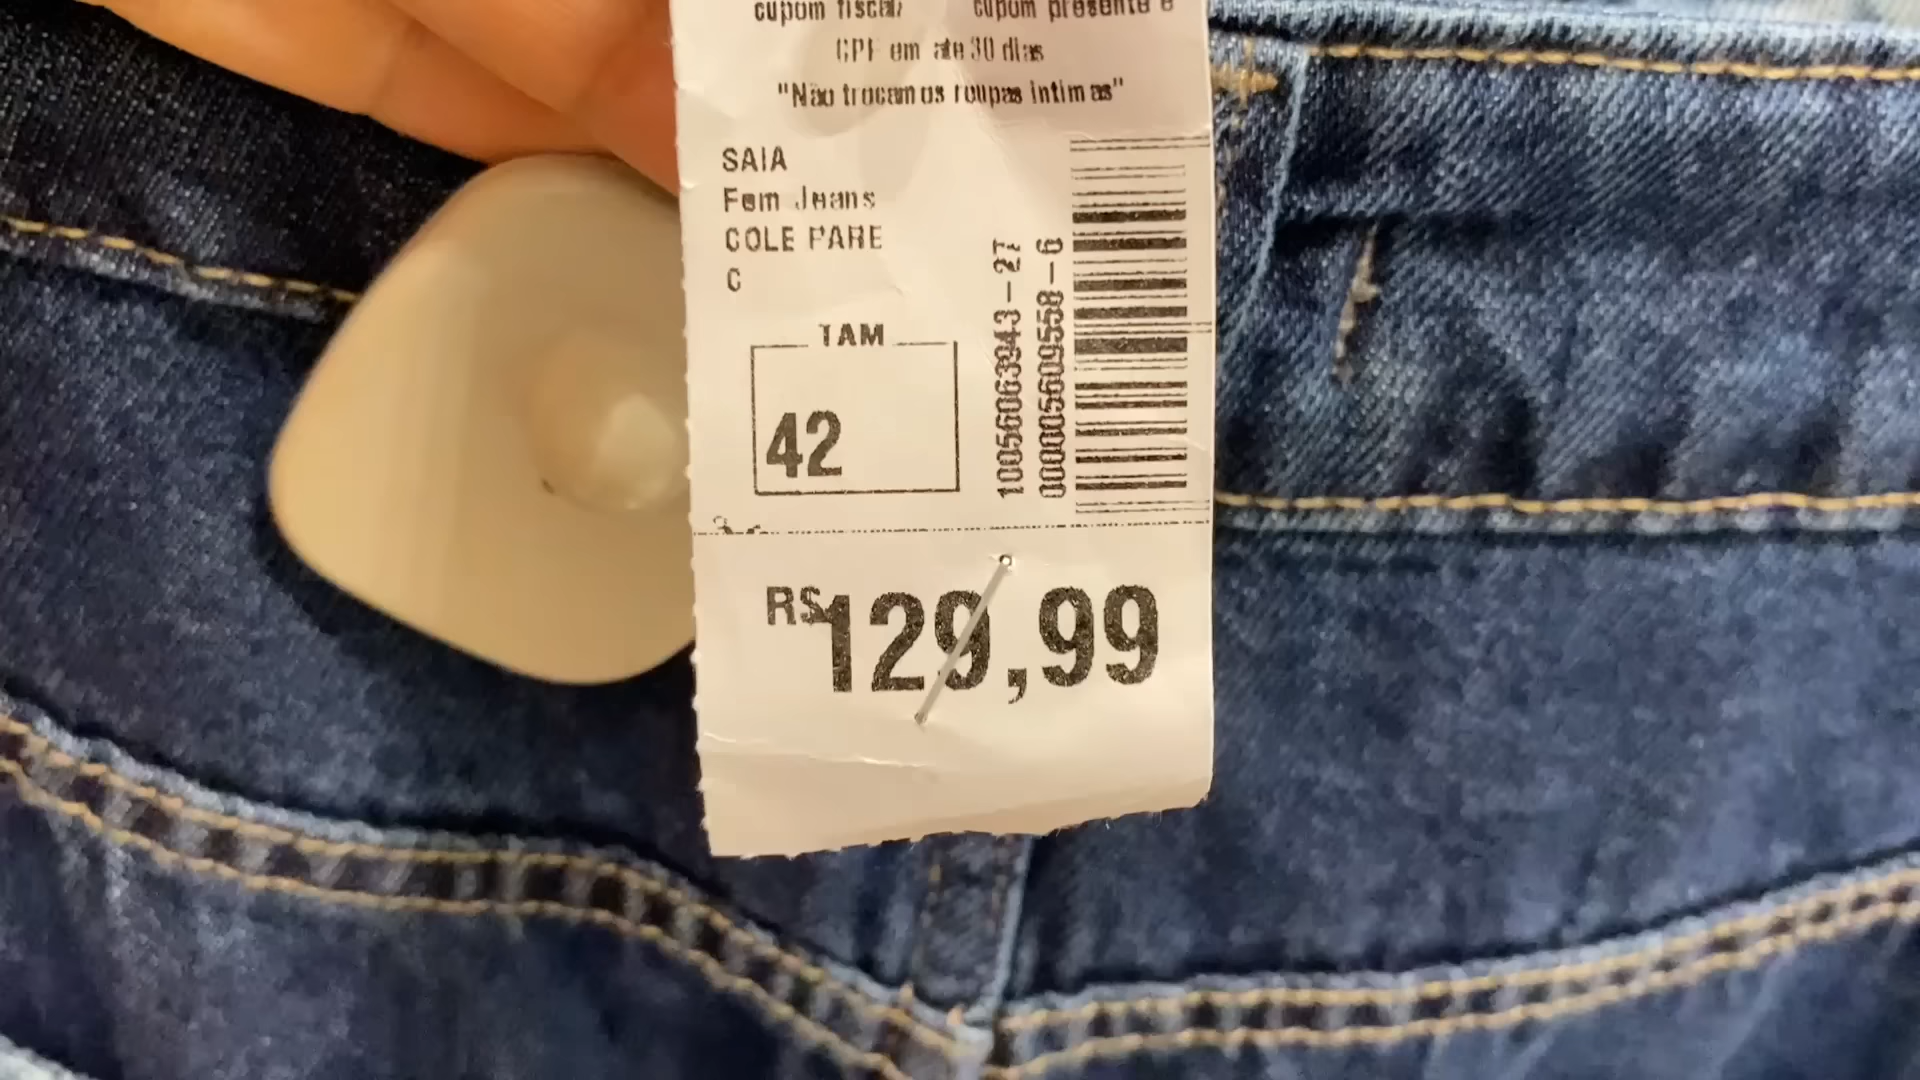 cupom fiscal/ cupom presente e
CPF em ate 30 dias
"Não trocamos roupas intimas"
SAIA
Fem Jeans
COLE PARE
C
TAM
42
1005606063943-27
000005609558-6
R$129,99